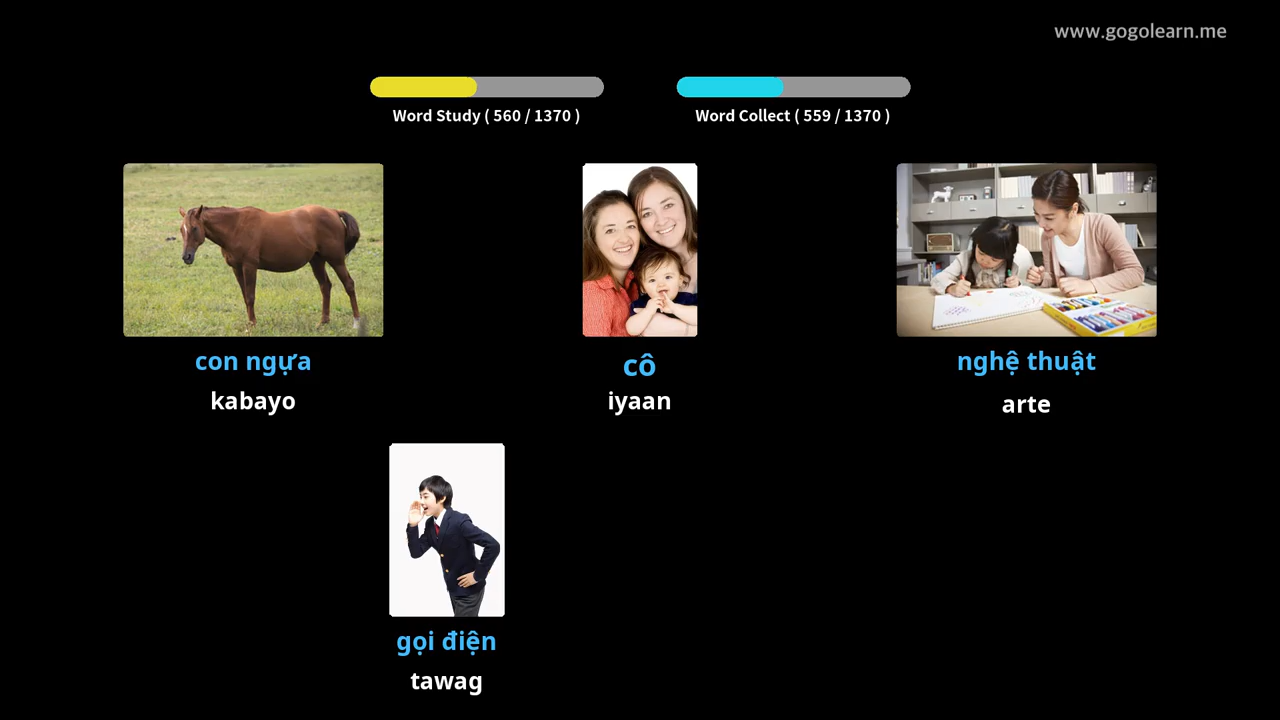 www.gogolearn.me
Word Study ( 560 / 1370 )
Word Collect ( 559 / 1370 )
con ngựa
kabayo
cô
iyaan
nghệ thuật
arte
gọi điện
tawag